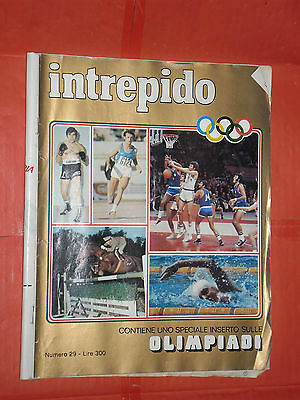 intrepido
CONTIENE UNO SPECIALE INSERTO SULLE
OLIMPIADI
Numero 29 - Lire 300